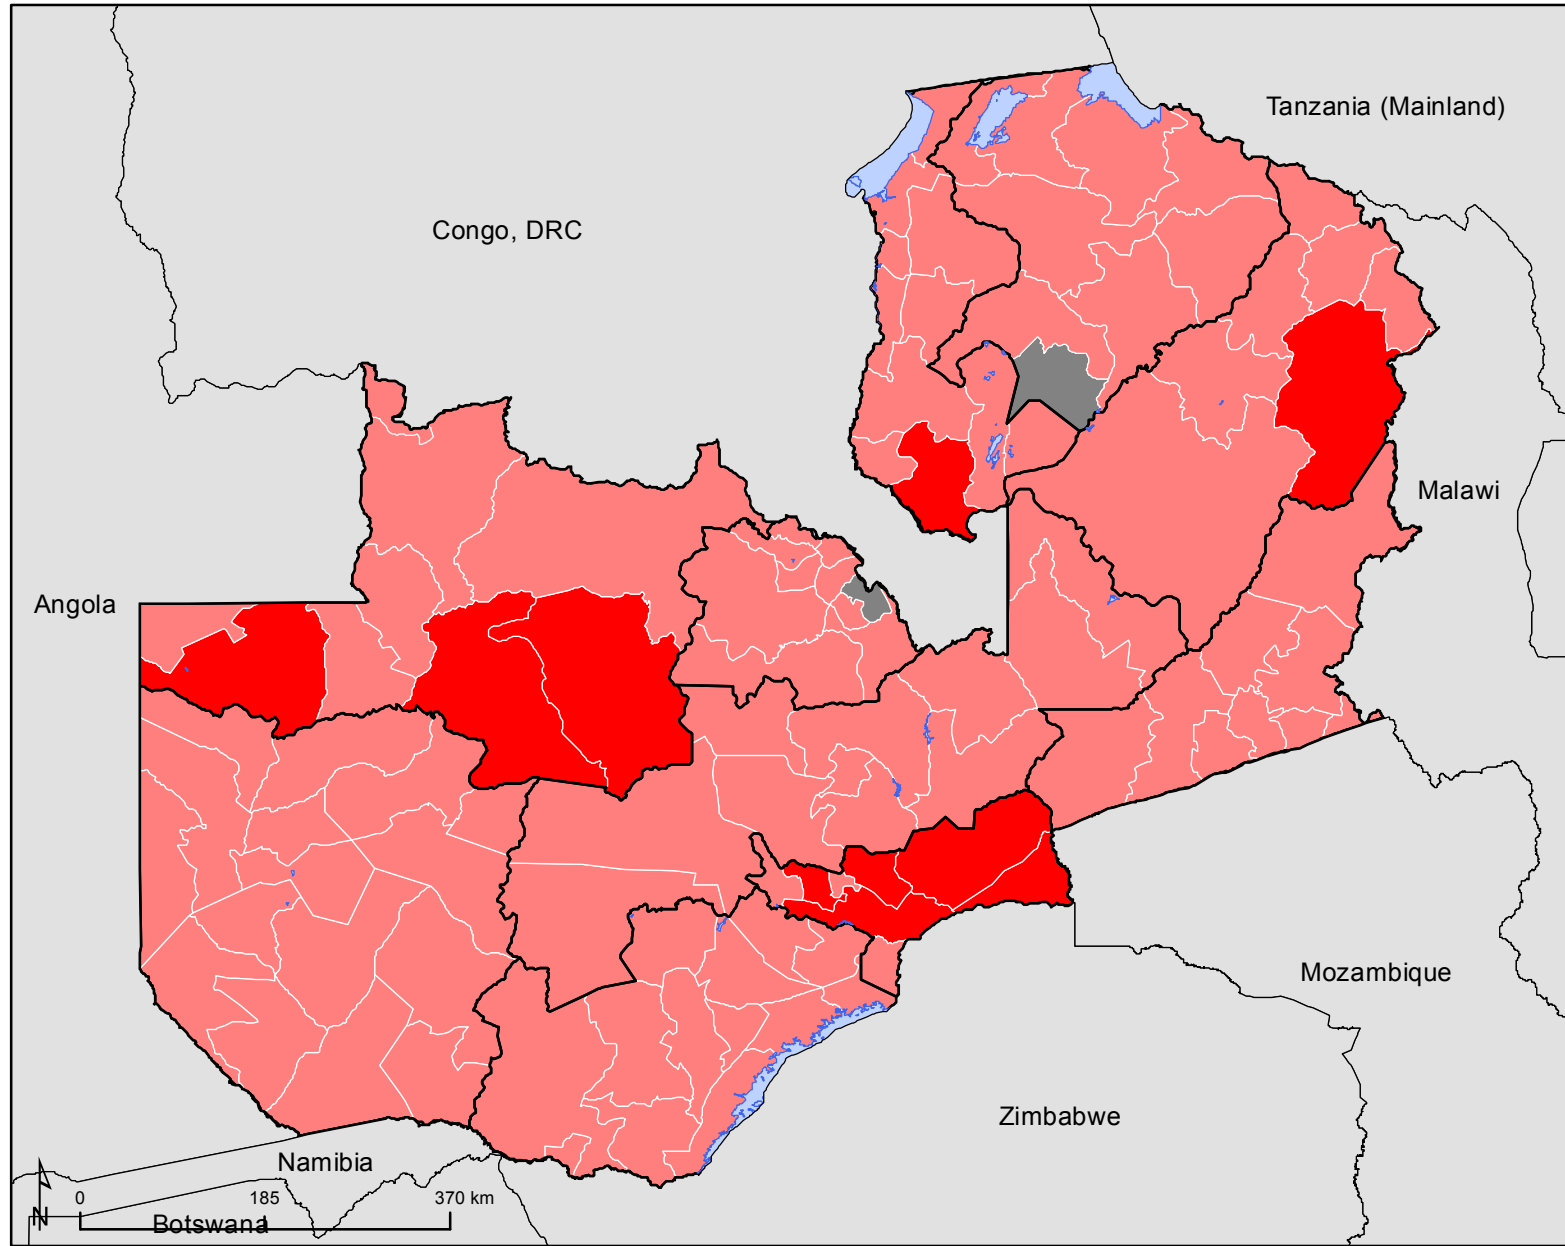 Tanzania (Mainland)
Congo, DRC
Malawi
Angola
Mozambique
Zimbabwe
Namibia
0 185 370 km
N
Botswana